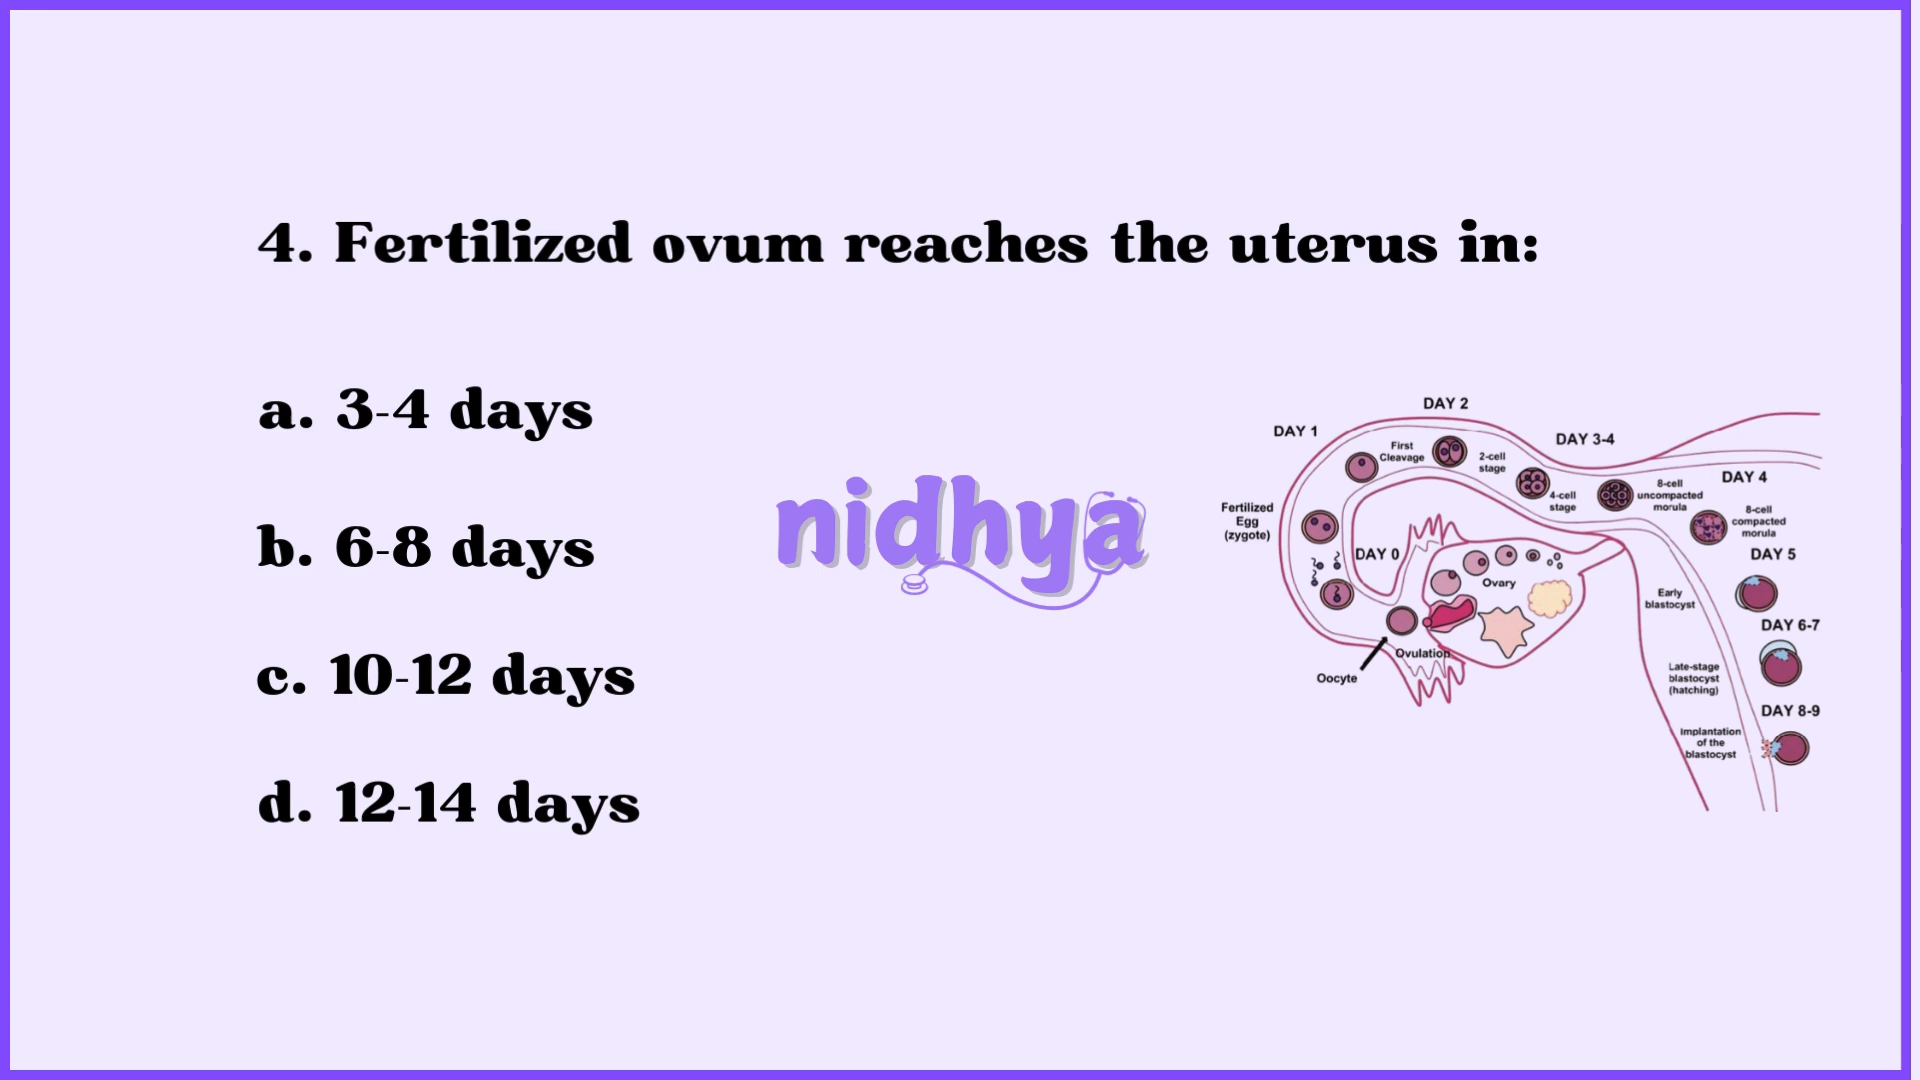 4. Fertilized ovum reaches the uterus in:
a. 3-4 days
b. 6-8 days
c. 10-12 days
d. 12-14 days
nidhya
DAY 2
DAY 1
DAY 3-4
First
Cleavage
2-cell
stage
DAY 4
4-cell
stage
8-cell
uncompacted
morula
Fertilized
Egg
(zygote)
8-cell
compacted
morula
DAY 0
DAY 5
Ovary
Early
blastocyst
DAY 6-7
Ovulation
Oocyte
Late-stage
blastocyst
(hatching)
DAY 8-9
Implantation
of the
blastocyst